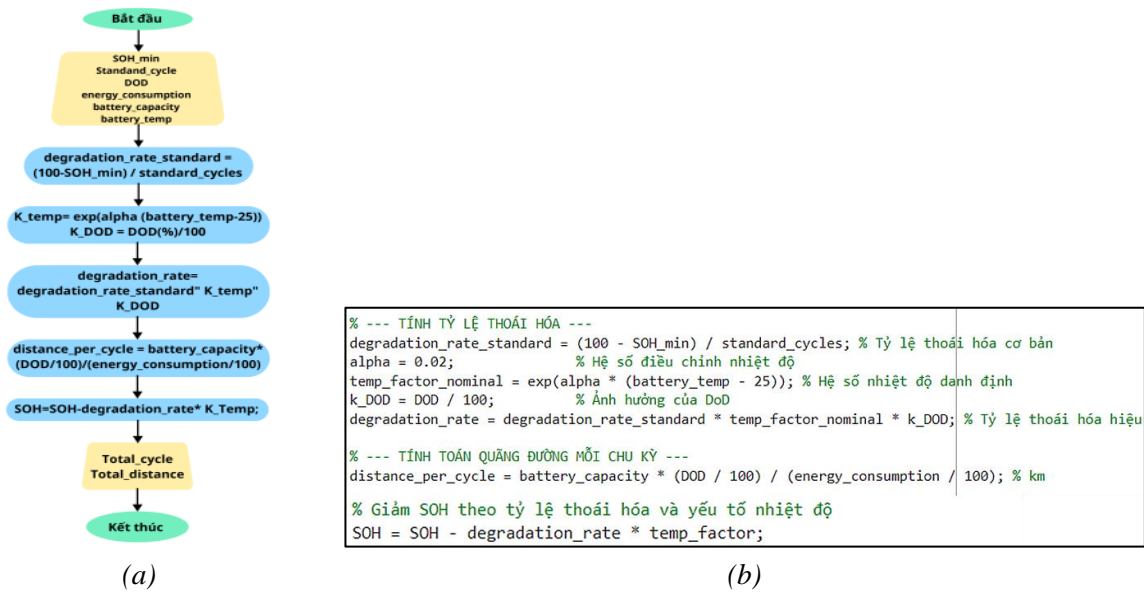 Bắt đầu
SOH_min
Standand_cycle
DOD
energy_consumption
battery_capacity
battery_temp
degradation_rate_standard =
(100-SOH_min) / standard_cycles
K_temp= exp(alpha (battery_temp-25))
K_DOD = DOD(%)/100
degradation_rate=
degradation_rate_standard" K_temp"
K_DOD
distance_per_cycle = battery_capacity*
(DOD/100)/(energy_consumption/100)
SOH=SOH-degradation_rate* K_Temp;
Total_cycle
Total_distance
Kết thúc
(a)
% --- TÍNH TỶ LỆ THOÁI HÓA ---
degradation_rate_standard = (100 - SOH_min) / standard_cycles; % Tỷ lệ thoái hóa cơ bản
alpha = 0.02; % Hệ số điều chỉnh nhiệt độ
temp_factor_nominal = exp(alpha * (battery_temp - 25)); % Hệ số nhiệt độ danh định
k_DOD = DOD / 100; % Ảnh hưởng của DoD
degradation_rate = degradation_rate_standard * temp_factor_nominal * k_DOD; % Tỷ lệ thoái hóa hiệu
% --- TÍNH TOÁN QUÃNG ĐƯỜNG MỖI CHU KỲ ---
distance_per_cycle = battery_capacity * (DOD / 100) / (energy_consumption / 100); % km
% Giảm SOH theo tỷ lệ thoái hóa và yếu tố nhiệt độ
SOH = SOH - degradation_rate * temp_factor;
(b)